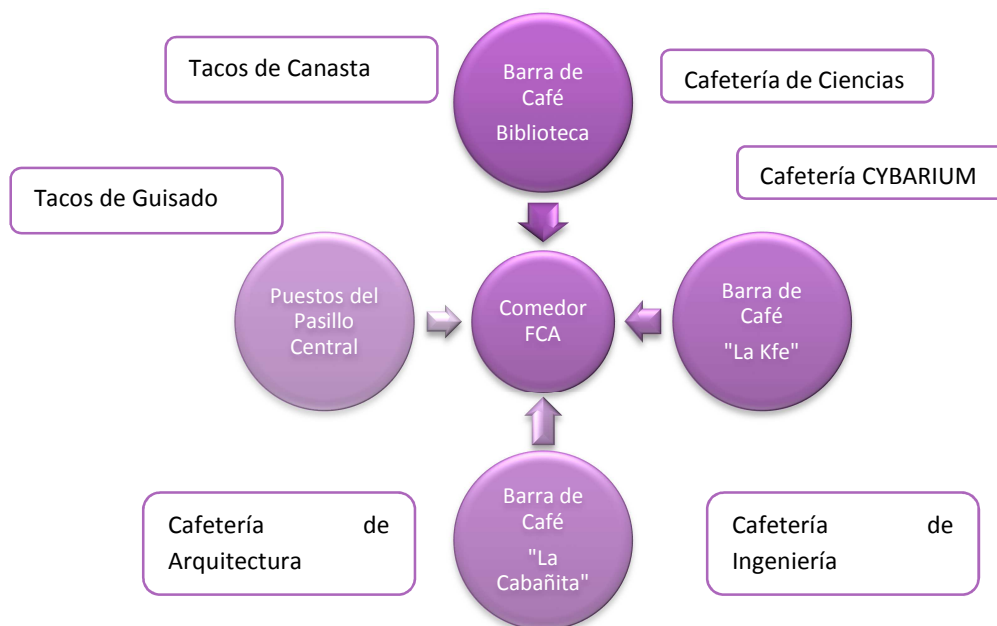 Tacos de Canasta
Barra de
Café
Biblioteca
Cafetería de Ciencias
Tacos de Guisado
Cafetería CYBARIUM
Puestos del
Pasillo
Central
Comedor
FCA
Barra de
Café
"La Kfe"
Cafetería de
Arquitectura
Barra de
Café
"La
Cabañita"
Cafetería de
Ingeniería